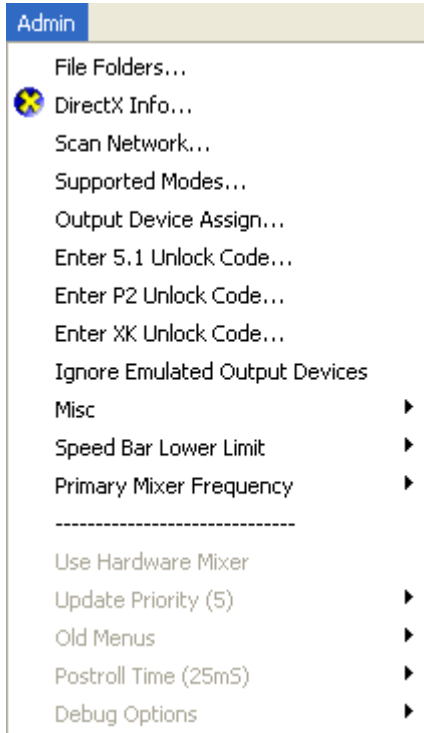 Admin
File Folders...
DirectX Info...
Scan Network...
Supported Modes...
Output Device Assign...
Enter 5.1 Unlock Code...
Enter P2 Unlock Code...
Enter XK Unlock Code...
Ignore Emulated Output Devices
Misc
Speed Bar Lower Limit
Primary Mixer Frequency
-----------------------------
Use Hardware Mixer
Update Priority (5)
Old Menus
Postroll Time (25mS)
Debug Options